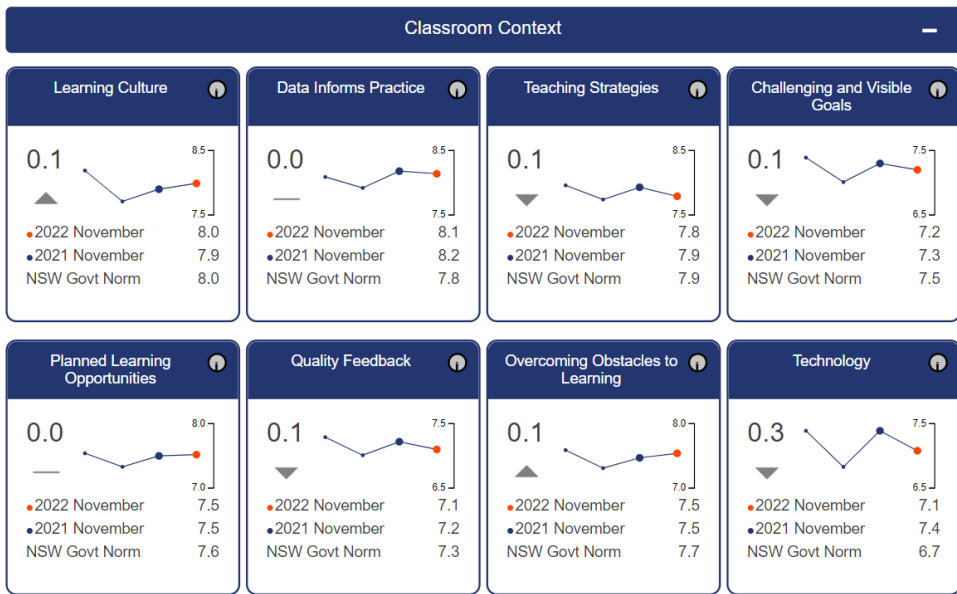 Classroom Context
Learning Culture
0.1
8.5
7.5
2022 November 8.0
2021 November 7.9
NSW Govt Norm 8.0
Data Informs Practice
0.0
8.5
7.5
2022 November 8.1
2021 November 8.2
NSW Govt Norm 7.8
Teaching Strategies
0.1
8.5
7.5
2022 November 7.8
2021 November 7.9
NSW Govt Norm 7.9
Challenging and Visible
Goals
0.1
7.5
6.5
2022 November 7.2
2021 November 7.3
NSW Govt Norm 7.5
Planned Learning
Opportunities
0.0
8.0
7.0
2022 November 7.5
2021 November 7.5
NSW Govt Norm 7.6
Quality Feedback
0.1
7.5
6.5
2022 November 7.1
2021 November 7.2
NSW Govt Norm 7.3
Overcoming Obstacles to
Learning
0.1
8.0
7.0
2022 November 7.5
2021 November 7.5
NSW Govt Norm 7.7
Technology
0.3
7.5
6.5
2022 November 7.1
2021 November 7.4
NSW Govt Norm 6.7